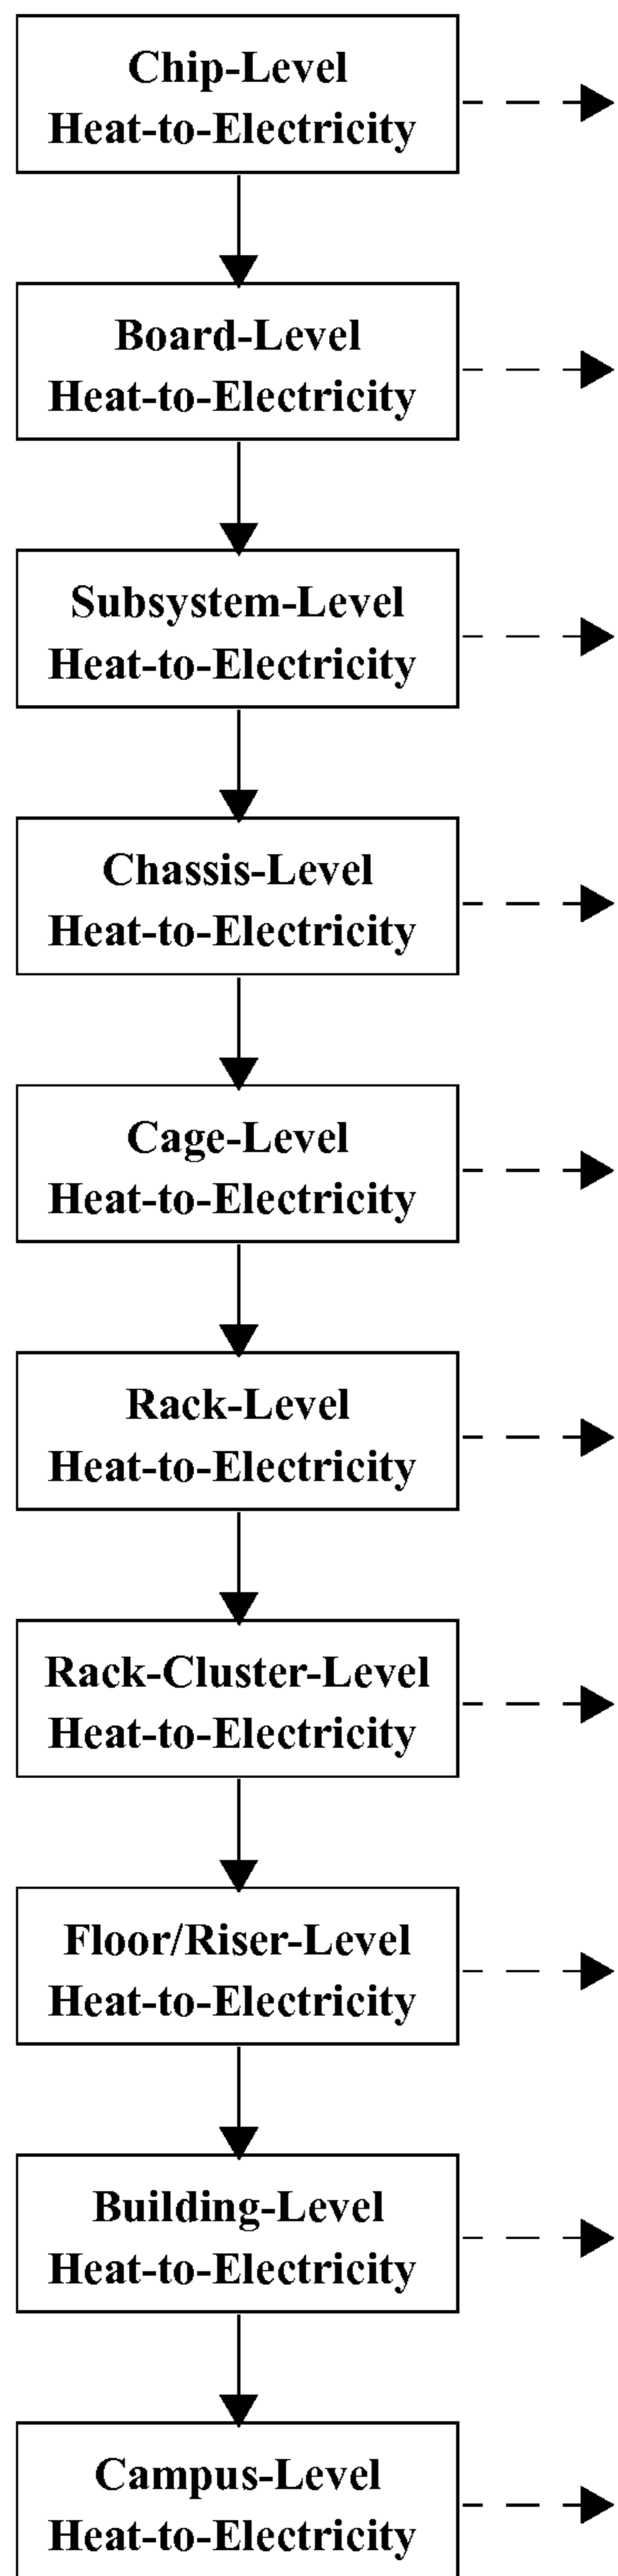 Chip-Level
Heat-to-Electricity
Board-Level
Heat-to-Electricity
Subsystem-Level
Heat-to-Electricity
Chassis-Level
Heat-to-Electricity
Cage-Level
Heat-to-Electricity
Rack-Level
Heat-to-Electricity
Rack-Cluster-Level
Heat-to-Electricity
Floor/Riser-Level
Heat-to-Electricity
Building-Level
Heat-to-Electricity
Campus-Level
Heat-to-Electricity